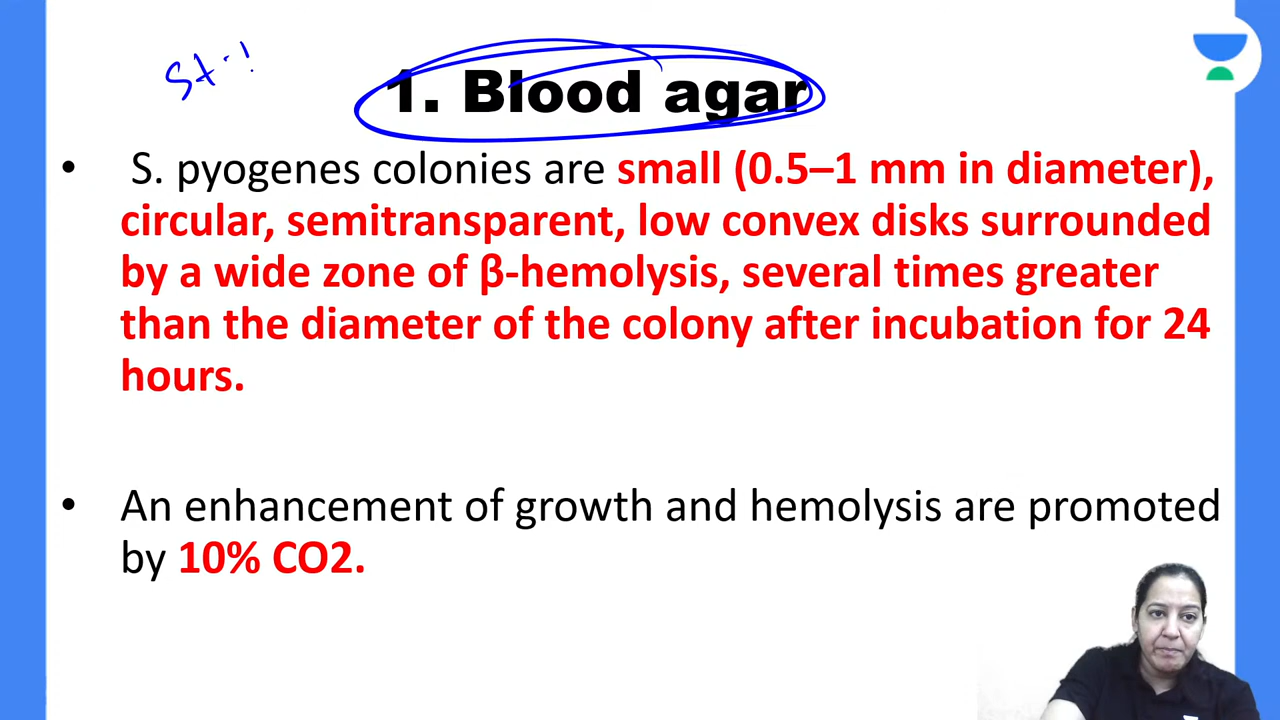 1. Blood agar
• S. pyogenes colonies are small (0.5–1 mm in diameter),
circular, semitransparent, low convex disks surrounded
by a wide zone of β-hemolysis, several times greater
than the diameter of the colony after incubation for 24
hours.
• An enhancement of growth and hemolysis are promoted
by 10% CO2.